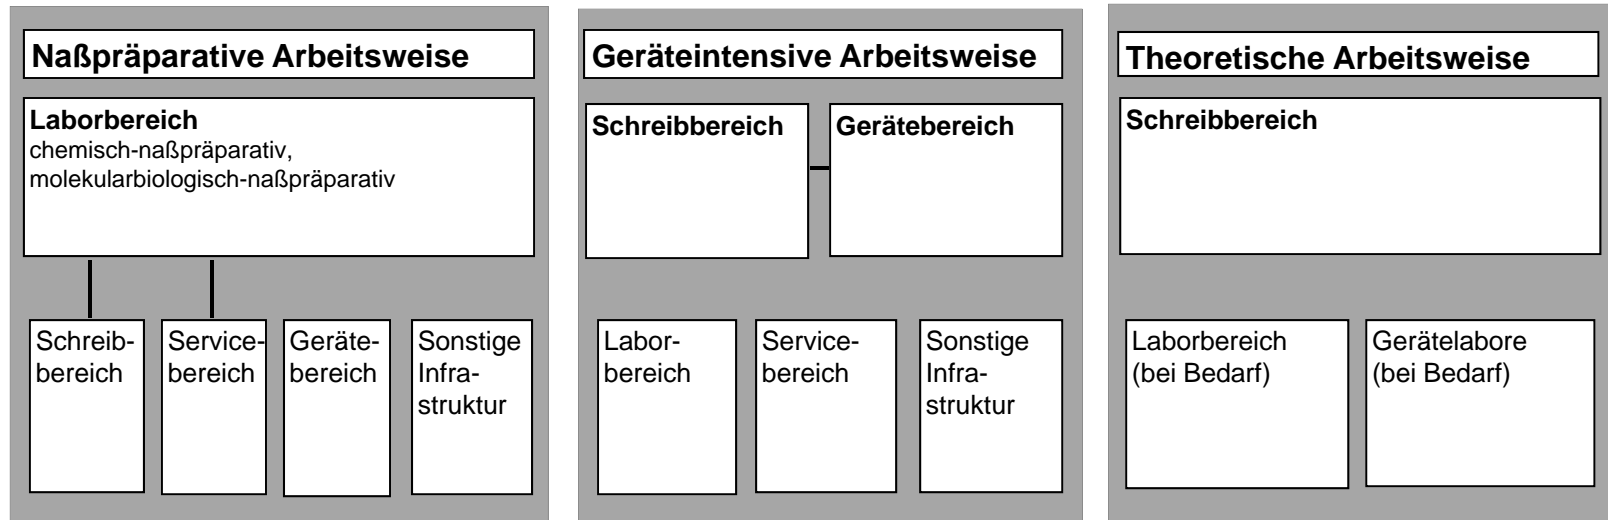 Naßpräparative Arbeitsweise
Laborbereich
chemisch-naßpräparativ,
molekularbiologisch-naßpräparativ
Schreib-
bereich
Service-
bereich
Geräte-
bereich
Sonstige
Infra-
struktur
Geräteintensive Arbeitsweise
Schreibbereich
Gerätebereich
Labor-
bereich
Service-
bereich
Sonstige
Infra-
struktur
Theoretische Arbeitsweise
Schreibbereich
Laborbereich
(bei Bedarf)
Gerätelabore
(bei Bedarf)